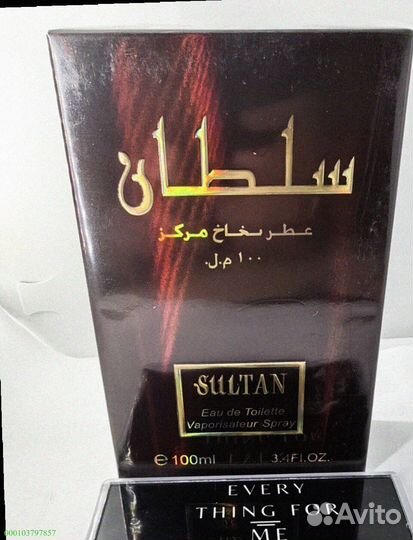 سلطان
عطر بخاخ مركز
١٠٠ م.ل.
SULTAN
Eau de Toilette
Vaporisateur Spray
e 100ml 3.4Fl.OZ.
EVERY
THING FOR
ME
000103797857
Avito